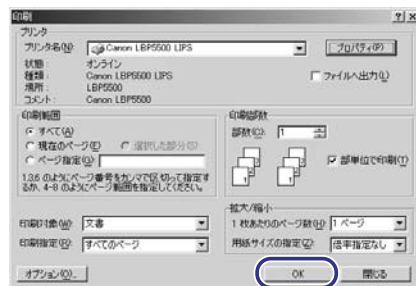 印刷
プリンタ
プリンタ名(N): Canon LBP5500 LIPS プロパティ(P)
状態: オンライン
種類: Canon LBP5500 LIPS ファイルへ出力(L)
場所: LBP5500
コメント: Canon LBP5500
印刷範囲
すべて(A)
現在のページ(E) 選択した部分(S)
ページ指定(G):
1,3,6 のようにページ番号をカンマで区切って指定するか、4-8 のようにページ範囲を指定してください。
印刷部数
部数(C): 1
部単位で印刷(T)
印刷対象(W): 文書
印刷指定(R): すべてのページ
拡大/縮小
1 枚あたりのページ数(H): 1 ページ
用紙サイズの指定(Z): 倍率指定なし
オプション(O)... OK 閉じる